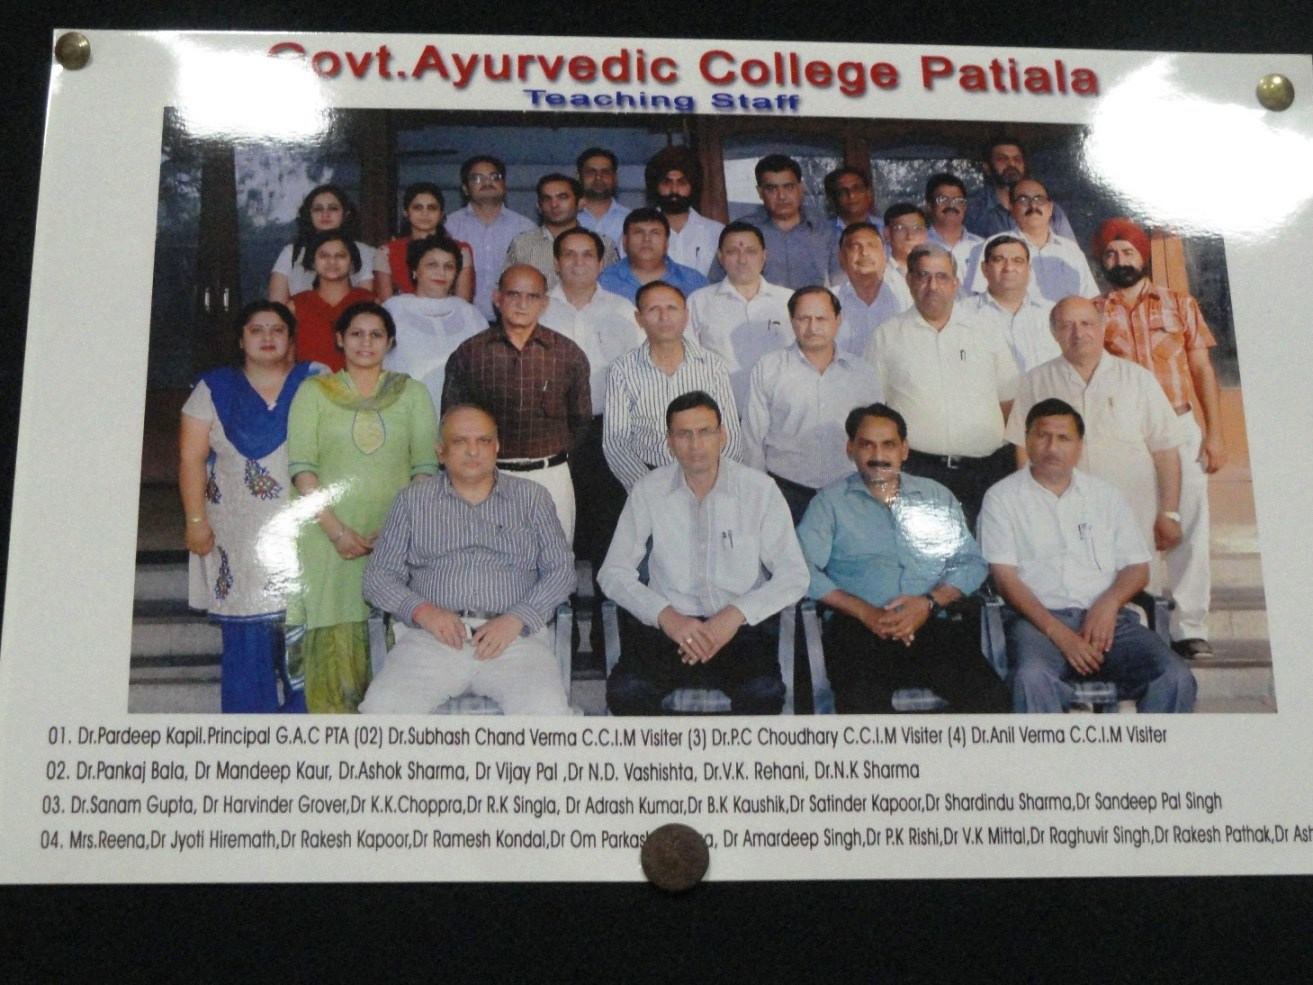 Govt.Ayurvedic College Patiala
Teaching Staff
01. Dr.Pardeep Kapil.Principal G.A.C PTA (02) Dr.Subhash Chand Verma C.C.I.M Visiter (3) Dr.P.C Choudhary C.C.I.M Visiter (4) Dr.Anil Verma C.C.I.M Visiter
02. Dr.Pankaj Bala, Dr Mandeep Kaur, Dr.Ashok Sharma, Dr Vijay Pal ,Dr N.D. Vashishta, Dr.V.K. Rehani, Dr.N.K Sharma
03. Dr.Sanam Gupta, Dr Harvinder Grover,Dr K.K.Choppra,Dr R.K Singla, Dr Adrash Kumar,Dr B.K Kaushik,Dr Satinder Kapoor,Dr Shardindu Sharma,Dr Sandeep Pal Singh
04. Mrs.Reena,Dr Jyoti Hiremath,Dr Rakesh Kapoor,Dr Ramesh Kondal,Dr Om Dr Amardeep Singh,Dr P.K Rishi,Dr V.K Mittal,Dr Raghuvir Singh,Dr Rakesh Pathak,Dr